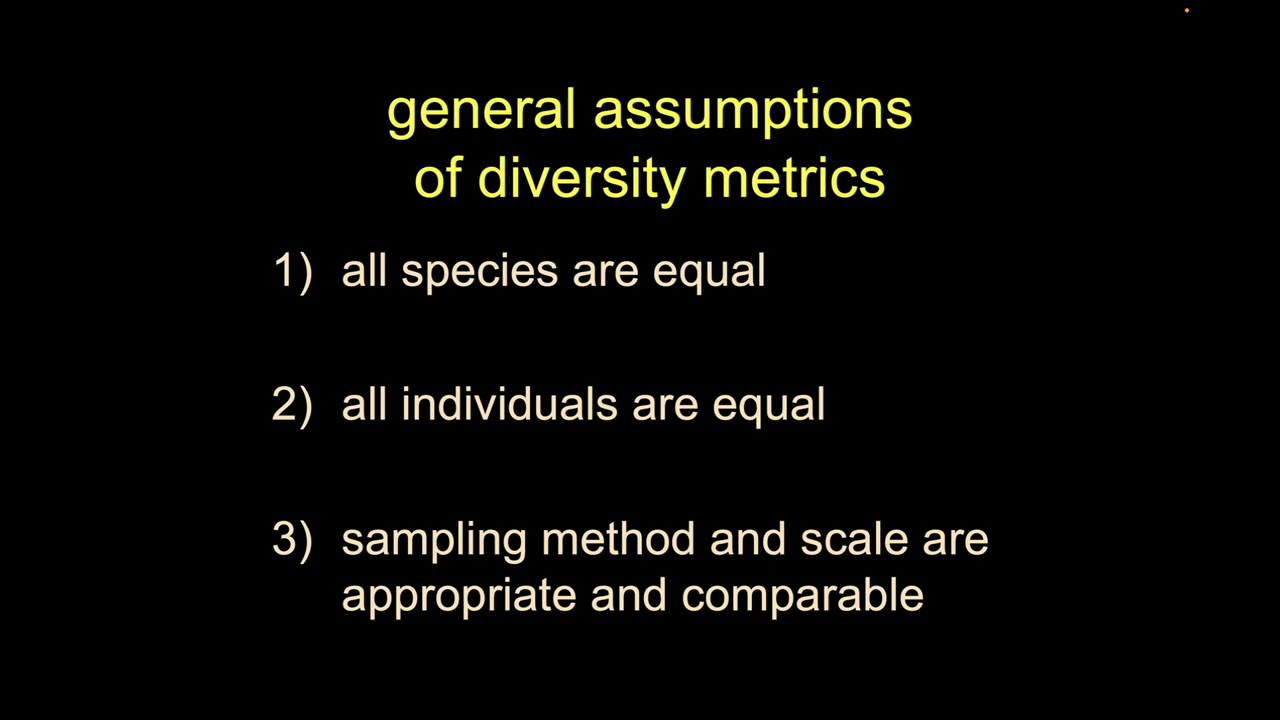 general assumptions
of diversity metrics
1) all species are equal
2) all individuals are equal
3) sampling method and scale are
appropriate and comparable